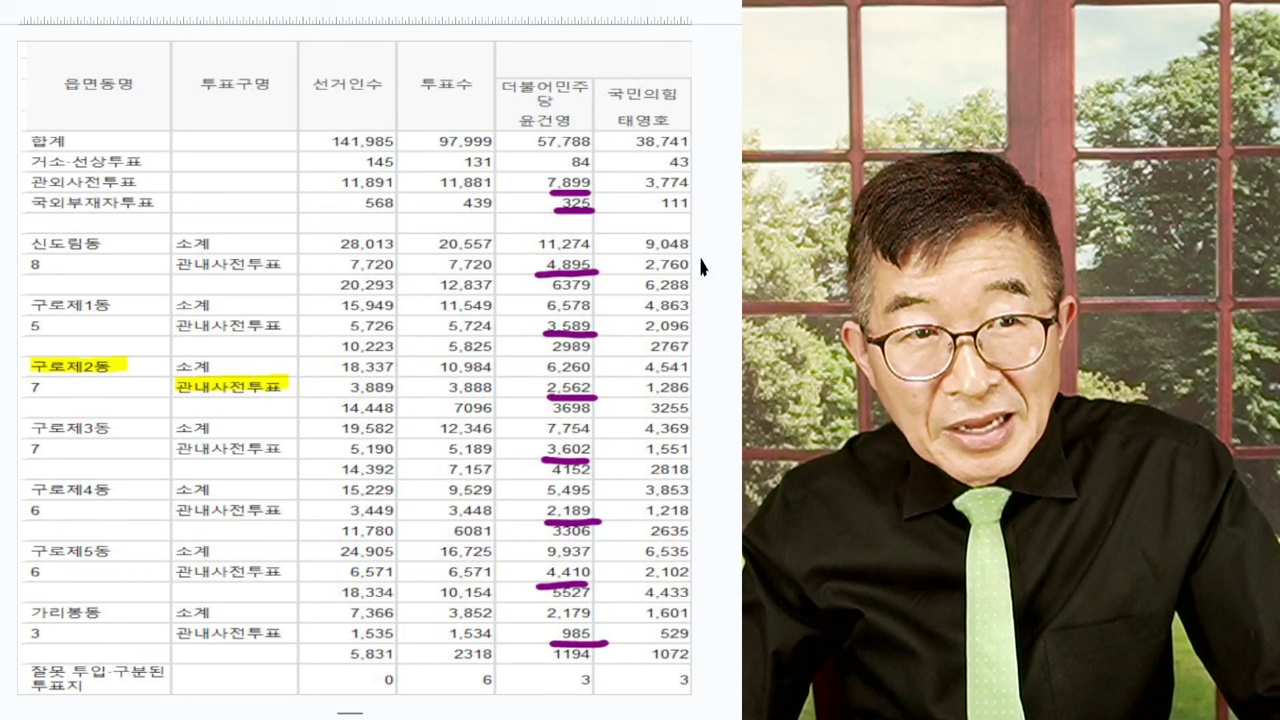 읍면동명 투표구명 선거인수 투표수 더불어민주당 윤건영 국민의힘 태영호
합계 141,985 97,999 57,788 38,741
거소·선상투표 145 131 84 43
관외사전투표 11,891 11,881 7,899 3,774
국외부재자투표 568 439 325 111
신도림동 소계 28,013 20,557 11,274 9,048
8 관내사전투표 7,720 7,720 4,895 2,760
20,293 12,837 6379 6,288
구로제1동 소계 15,949 11,549 6,578 4,863
5 관내사전투표 5,726 5,724 3,589 2,096
10,223 5,825 2989 2767
구로제2동 소계 18,337 10,984 6,260 4,541
7 관내사전투표 3,889 3,888 2,562 1,286
14,448 7096 3698 3255
구로제3동 소계 19,582 12,346 7,754 4,369
7 관내사전투표 5,190 5,189 3,602 1,551
14,392 7,157 4152 2818
구로제4동 소계 15,229 9,529 5,495 3,853
6 관내사전투표 3,449 3,448 2,189 1,218
11,780 6081 3306 2635
구로제5동 소계 24,905 16,725 9,937 6,535
6 관내사전투표 6,571 6,571 4,410 2,102
18,334 10,154 5527 4,433
가리봉동 소계 7,366 3,852 2,179 1,601
3 관내사전투표 1,535 1,534 985 529
5,831 2318 1194 1072
잘못 투입·구분된
투표지 0 6 3 3